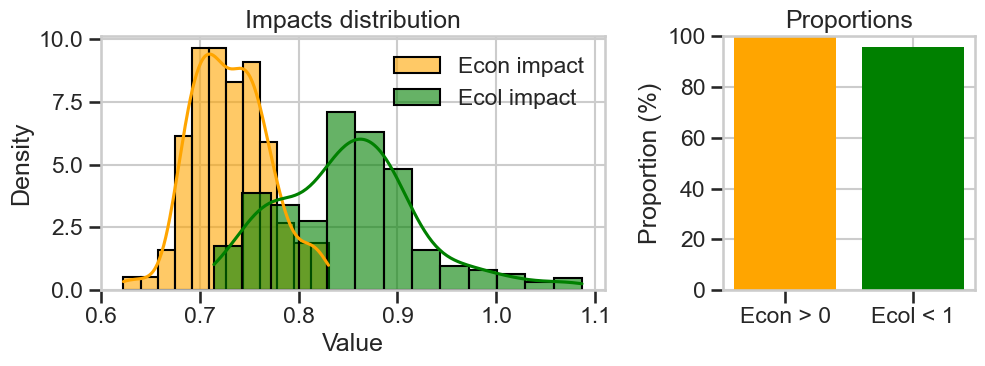 Impacts distribution
10.0
7.5
5.0
2.5
0.0
Density
0.6 0.7 0.8 0.9 1.0 1.1
Value
Econ impact
Ecol impact
Proportions
100
80
60
40
20
0
Proportion (%)
Econ > 0 Ecol < 1